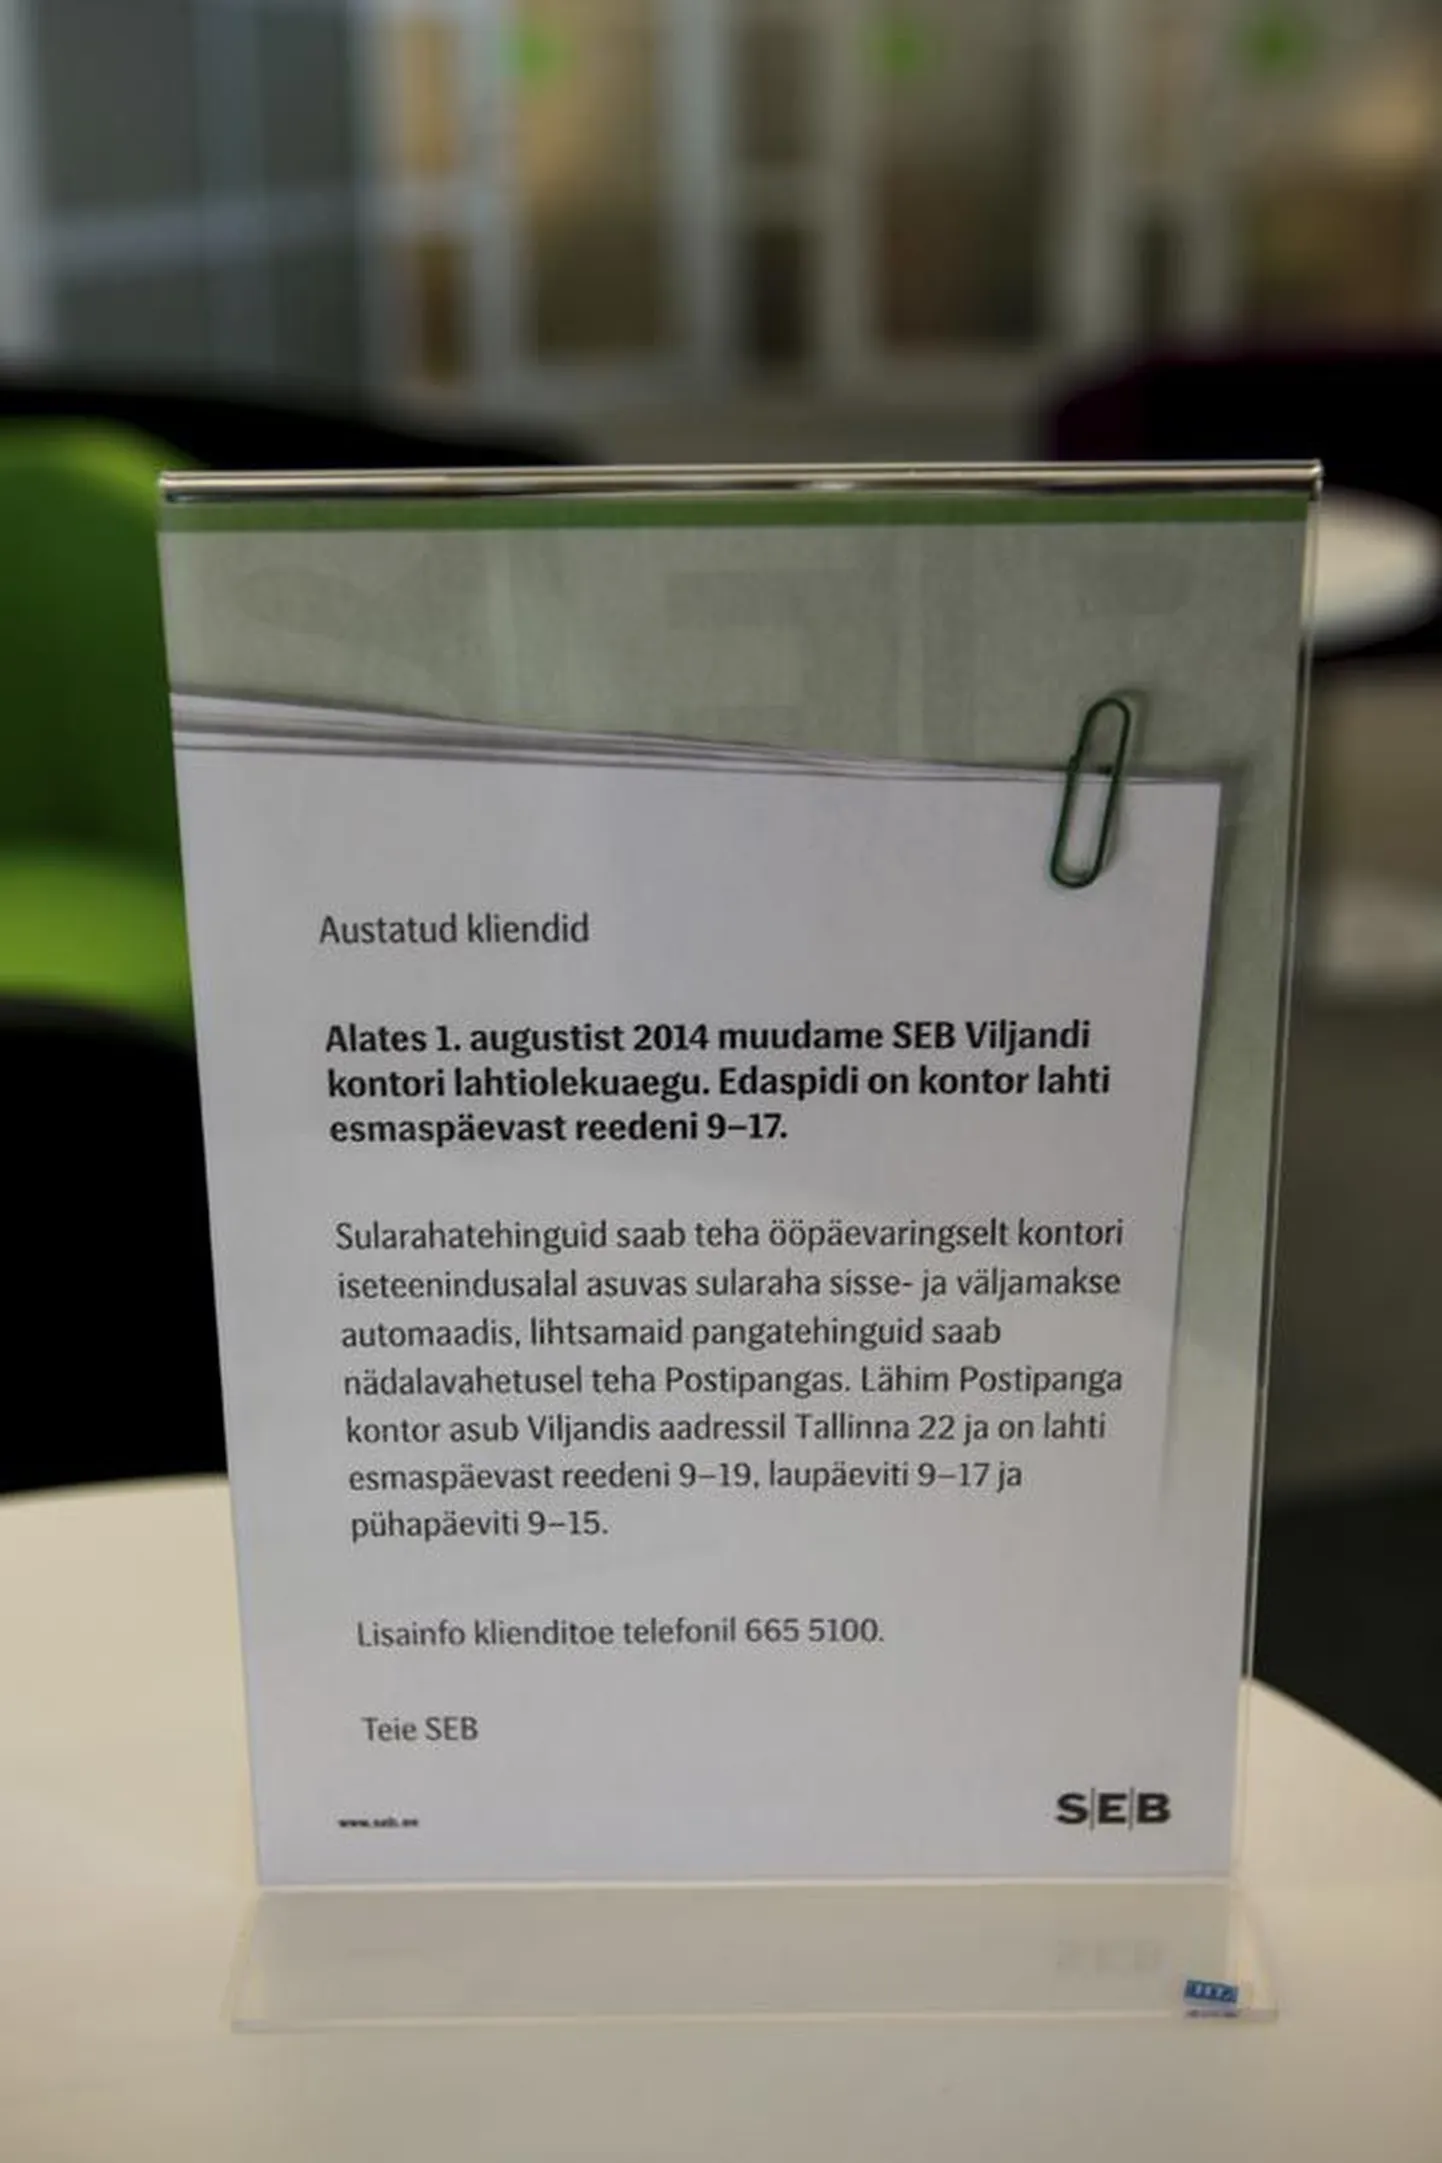 Austatud kliendid
Alates 1. augustist 2014 muudame SEB Viljandi
kontori lahtiolekuaegu. Edaspidi on kontor lahti
esmaspäevast reedeni 9–17.
Sularahatehinguid saab teha ööpäevaringselt kontori
iseteenindusalal asuvas sularaha sisse- ja väljamakse
automaadis, lihtsamaid pangatehinguid saab
nädalavahetusel teha Postipangas. Lähim Postipanga
kontor asub Viljandis aadressil Tallinna 22 ja on lahti
esmaspäevast reedeni 9–19, laupäeviti 9–17 ja
pühapäeviti 9–15.
Lisainfo klienditoe telefonil 665 5100.
Teie SEB
www.seb.ee
S|E|B